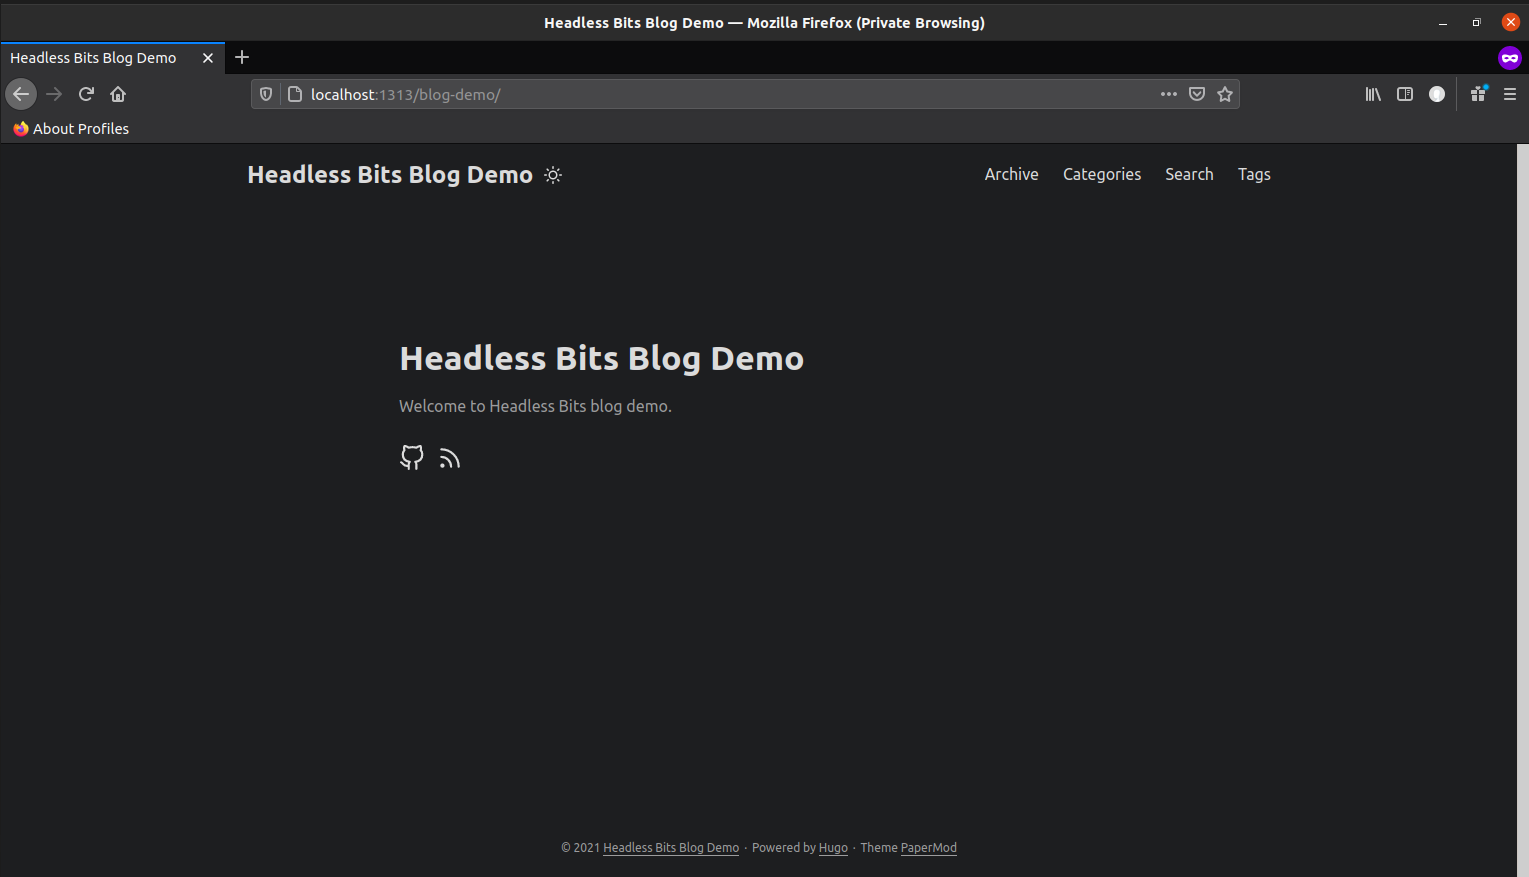 Headless Bits Blog Demo — Mozilla Firefox (Private Browsing)
Headless Bits Blog Demo
localhost:1313/blog-demo/
About Profiles
Headless Bits Blog Demo
Archive Categories Search Tags
Headless Bits Blog Demo
Welcome to Headless Bits blog demo.
© 2021 Headless Bits Blog Demo · Powered by Hugo · Theme PaperMod